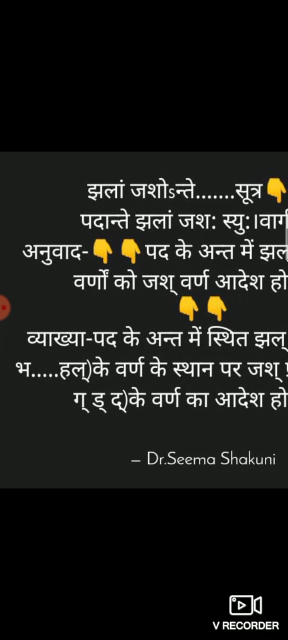 झलां जशोsन्ते.......सूत्र👇
पदान्ते झलां जश: स्यु:।वाग
अनुवाद-👇👇पद के अन्त में झल
वर्णों को जश् वर्ण आदेश हो
👇👇
व्याख्या-पद के अन्त में स्थित झल्
भ.....हल्)के वर्ण के स्थान पर जश्
ग् ड् द्)के वर्ण का आदेश हो
– Dr.Seema Shakuni
V RECORDER